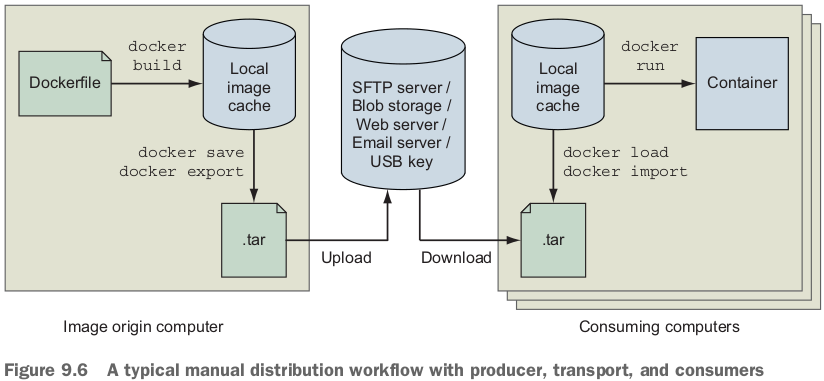 Dockerfile
docker
build
Local
image
cache
docker save
docker export
.tar
Upload
SFTP server /
Blob storage /
Web server /
Email server /
USB key
Download
Local
image
cache
docker
run
Container
docker load
docker import
.tar
Image origin computer
Consuming computers
Figure 9.6 A typical manual distribution workflow with producer, transport, and consumers